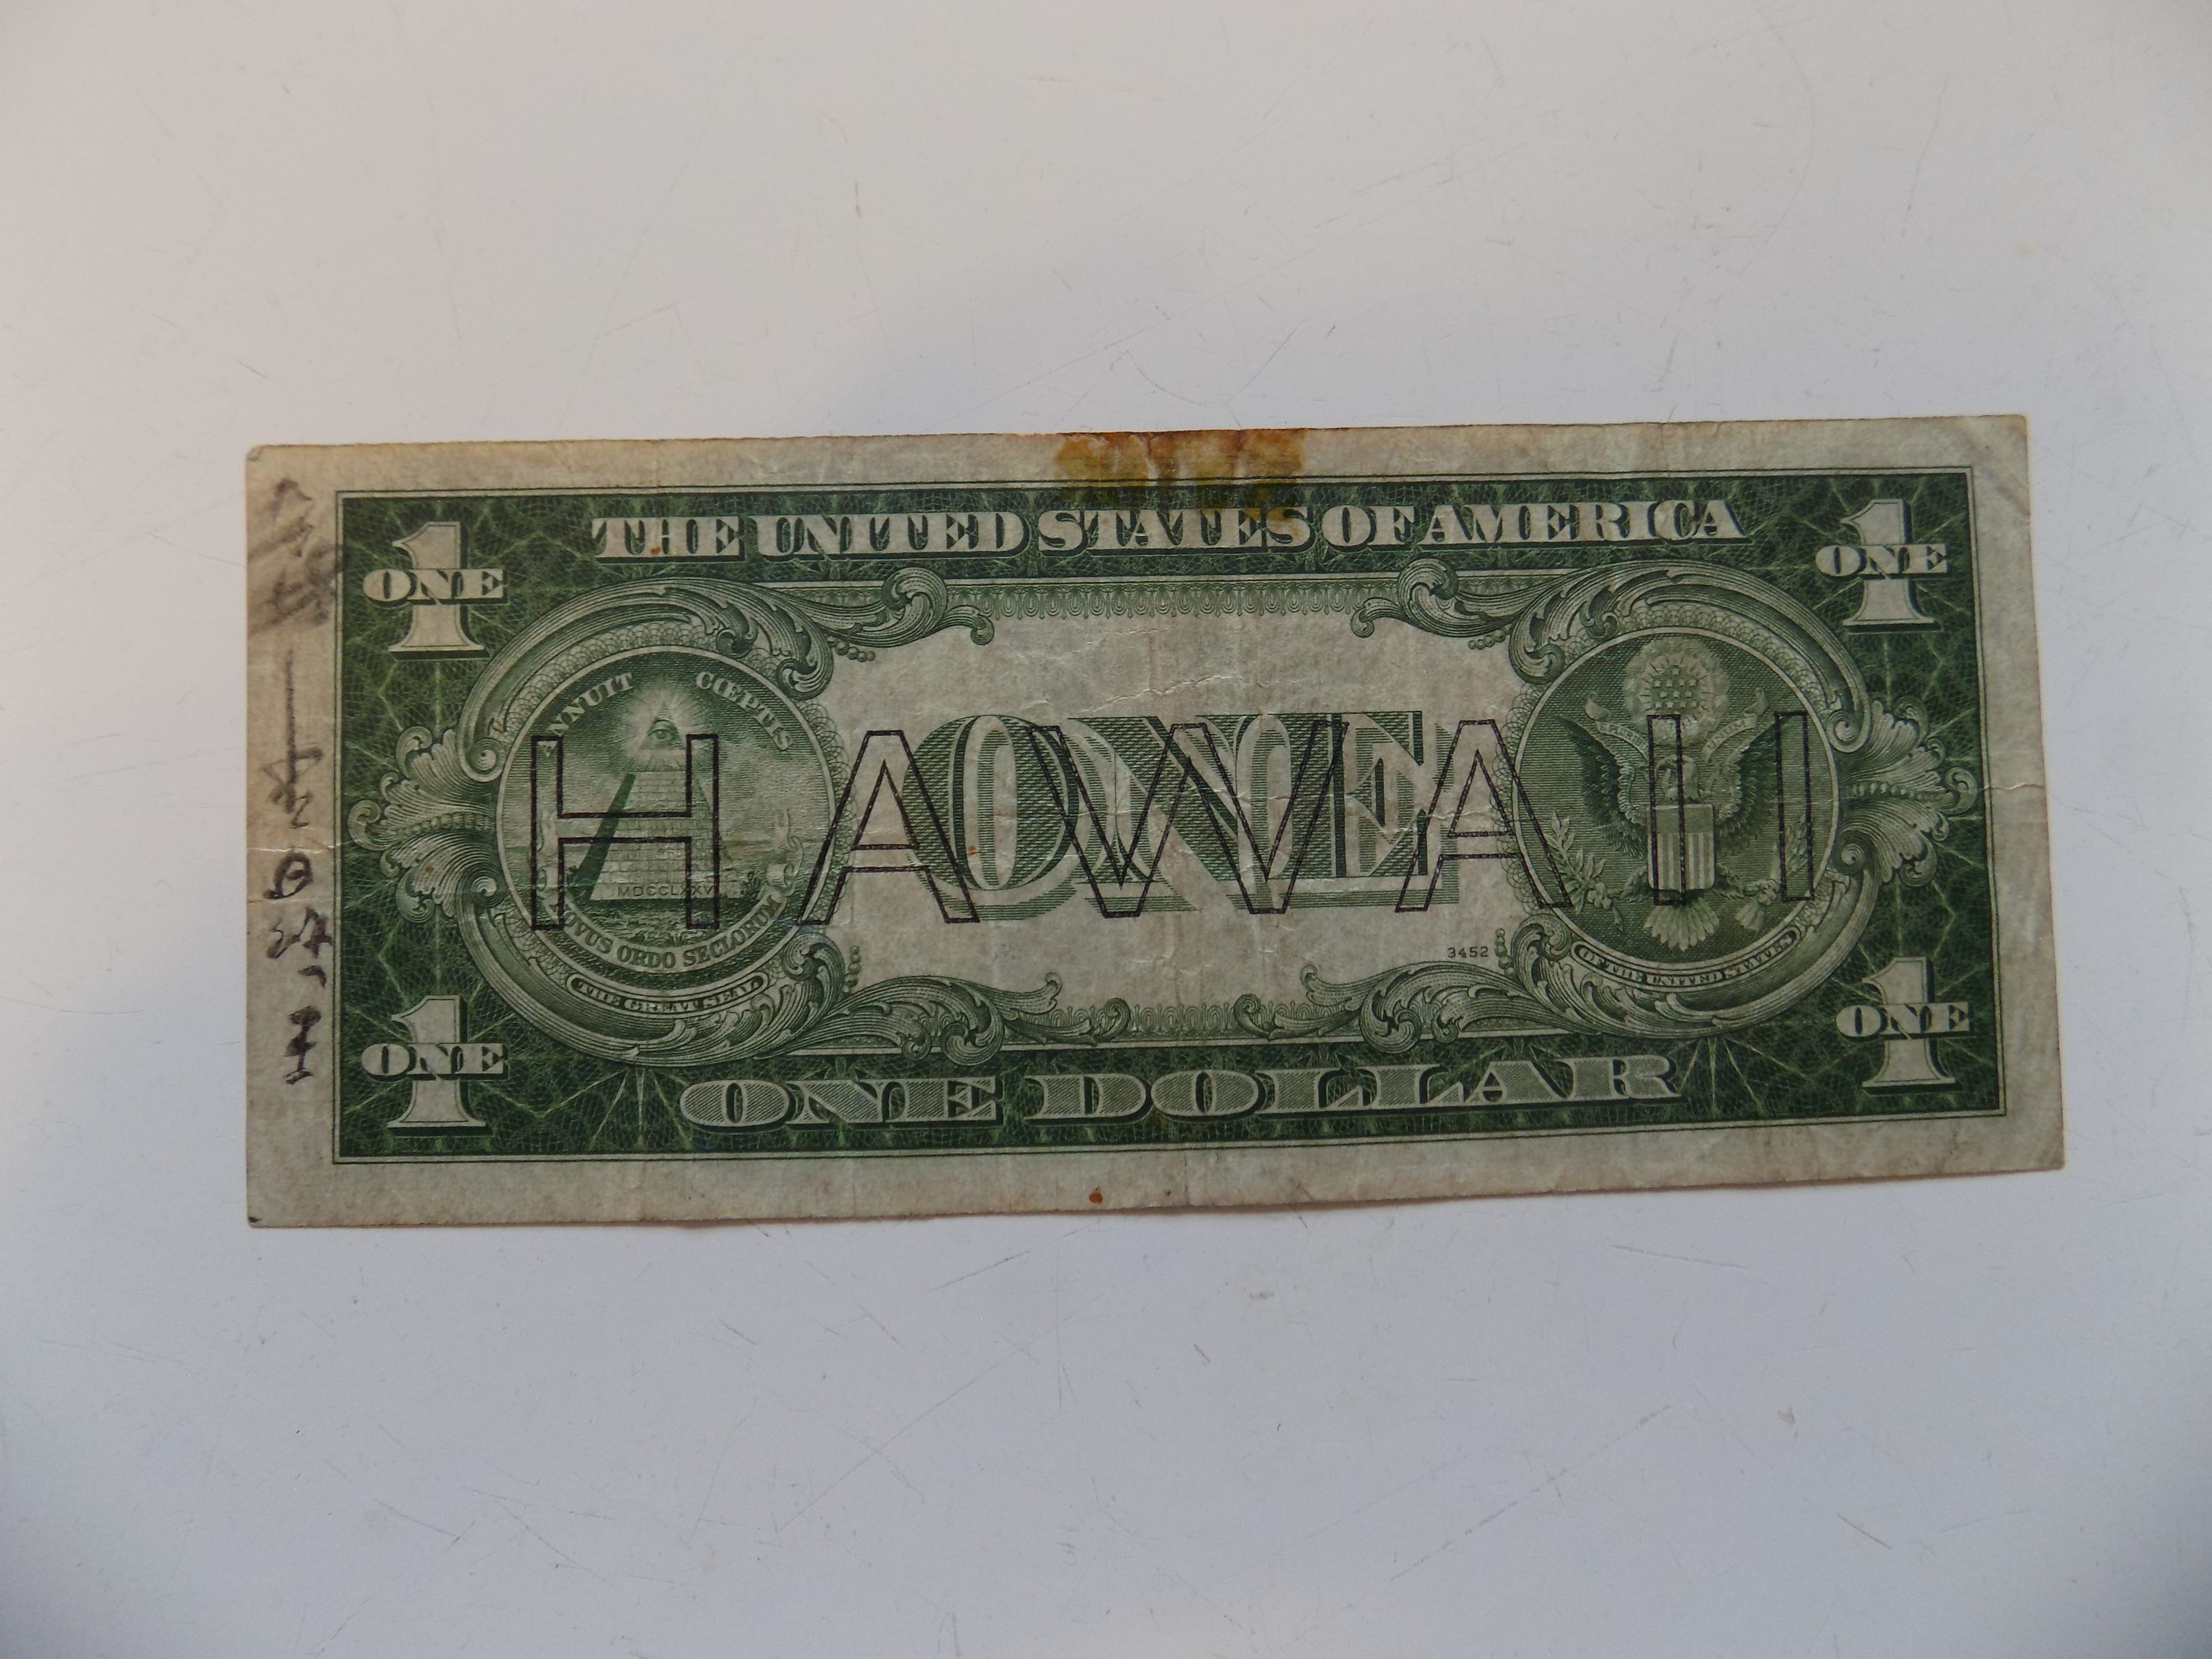 THE UNITED STATES OF AMERICA
1 ONE
1 ONE
ANNUIT CŒPTIS
HAWAII
ONE
MDCCLXXVI
NOVUS ORDO SECLORUM
THE GREAT SEAL
3452
OF THE UNITED STATES
1 ONE
1 ONE
ONE DOLLAR